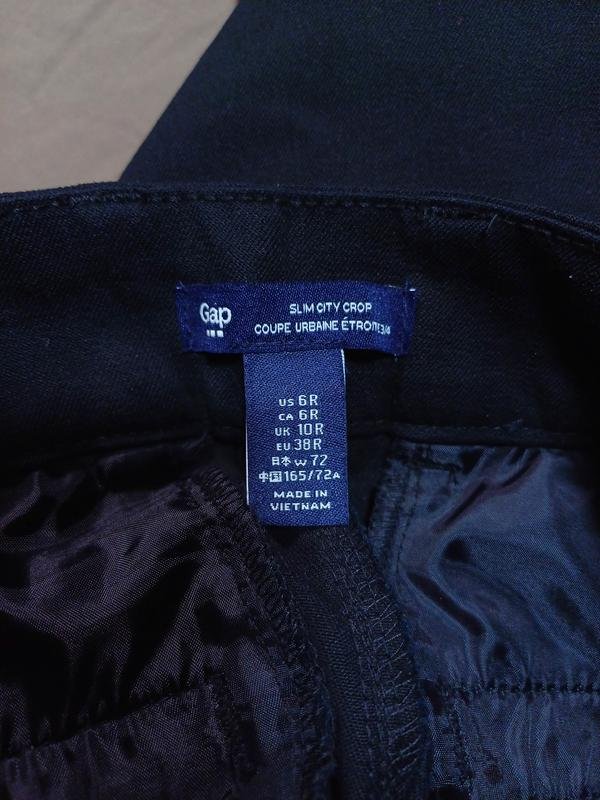 Gap
SLIM CITY CROP
COUPE URBAINE ÉTROITE 3/4
US 6R
CA 6R
UK 10R
EU 38R
日本 W 72
中国 165/72A
MADE IN
VIETNAM